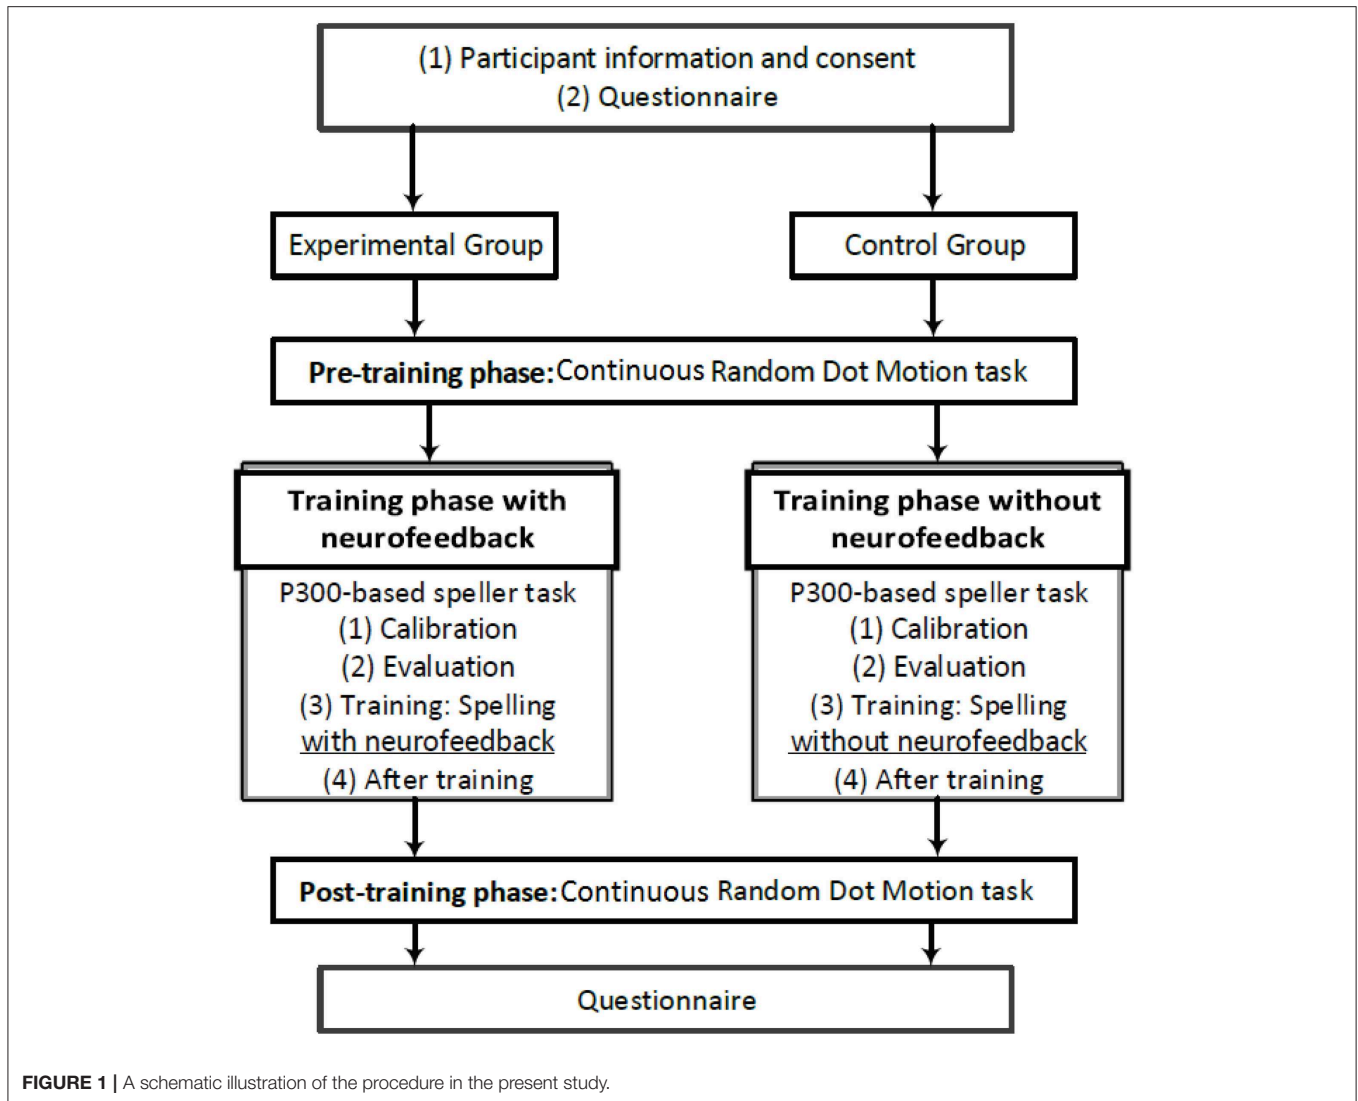 (1) Participant information and consent
(2) Questionnaire
Experimental Group
Control Group
Pre-training phase:Continuous Random Dot Motion task
Training phase with
neurofeedback
P300-based speller task
(1) Calibration
(2) Evaluation
(3) Training: Spelling
with neurofeedback
(4) After training
Training phase without
neurofeedback
P300-based speller task
(1) Calibration
(2) Evaluation
(3) Training: Spelling
without neurofeedback
(4) After training
Post-training phase:Continuous Random Dot Motion task
Questionnaire
FIGURE 1 | A schematic illustration of the procedure in the present study.